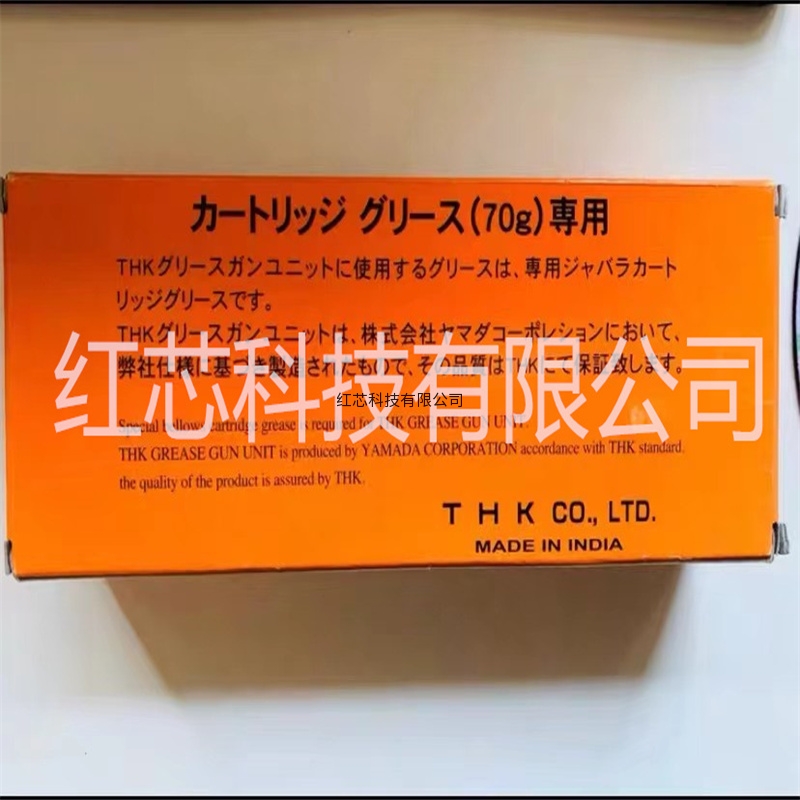 カートリッジ グリース(70g)専用
THKグリースガンユニットに使用するグリースは、専用ジャバラカート
リッジグリースです。
THKグリースガンユニットは、株式会社ヤマダコーポレションにおいて、
弊社仕様に基づき製造されたもので、その品質はTHKにて保証致します。
红芯科技有限公司
红芯科技有限公司
Special bellows cartridge grease is required for THK GREASE GUN UNIT.
THK GREASE GUN UNIT is produced by YAMADA CORPORATION accordance with THK standard.
the quality of the product is assured by THK.
THK CO., LTD.
MADE IN INDIA